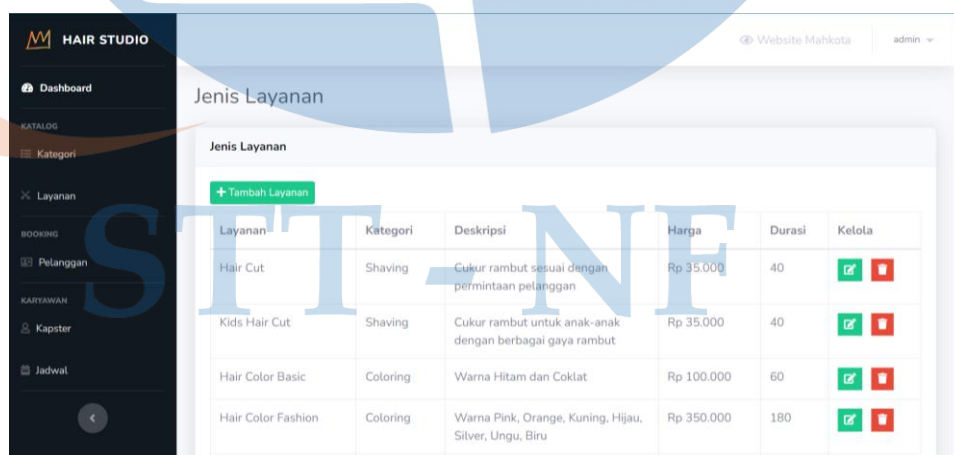 HAIR STUDIO
Website Mahkota
admin
Dashboard
KATALOG
Kategori
Layanan
BOOKING
Pelanggan
KARYAWAN
Kapster
Jadwal
Jenis Layanan
Jenis Layanan
+ Tambah Layanan
Layanan Kategori Deskripsi Harga Durasi Kelola
Hair Cut Shaving Cukur rambut sesuai dengan Rp 35.000 40
permintaan pelanggan
Kids Hair Cut Shaving Cukur rambut untuk anak-anak Rp 35.000 40
dengan berbagai gaya rambut
Hair Color Basic Coloring Warna Hitam dan Coklat Rp 100.000 60
Hair Color Fashion Coloring Warna Pink, Orange, Kuning, Hijau, Rp 350.000 180
Silver, Ungu, Biru
STT - NF